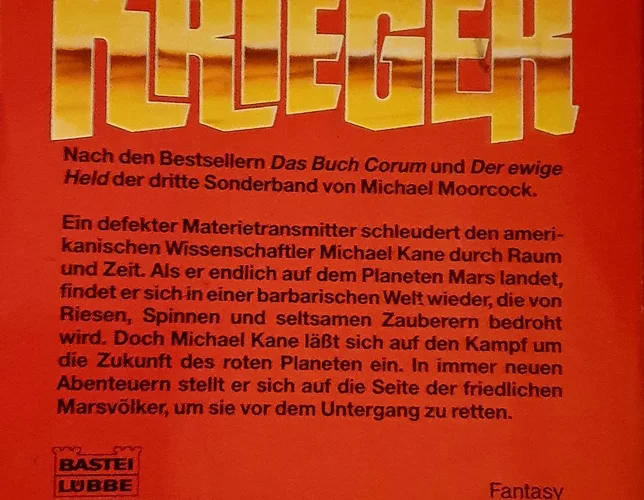 KRIEGER
Nach den Bestsellern Das Buch Corum und Der ewige
Held der dritte Sonderband von Michael Moorcock.
Ein defekter Materietransmitter schleudert den ameri-
kanischen Wissenschaftler Michael Kane durch Raum
und Zeit. Als er endlich auf dem Planeten Mars landet,
findet er sich in einer barbarischen Welt wieder, die von
Riesen, Spinnen und seltsamen Zauberern bedroht
wird. Doch Michael Kane läßt sich auf den Kampf um
die Zukunft des roten Planeten ein. In immer neuen
Abenteuern stellt er sich auf die Seite der friedlichen
Marsvölker, um sie vor dem Untergang zu retten.
BASTEI
LÜBBE
Fantasy